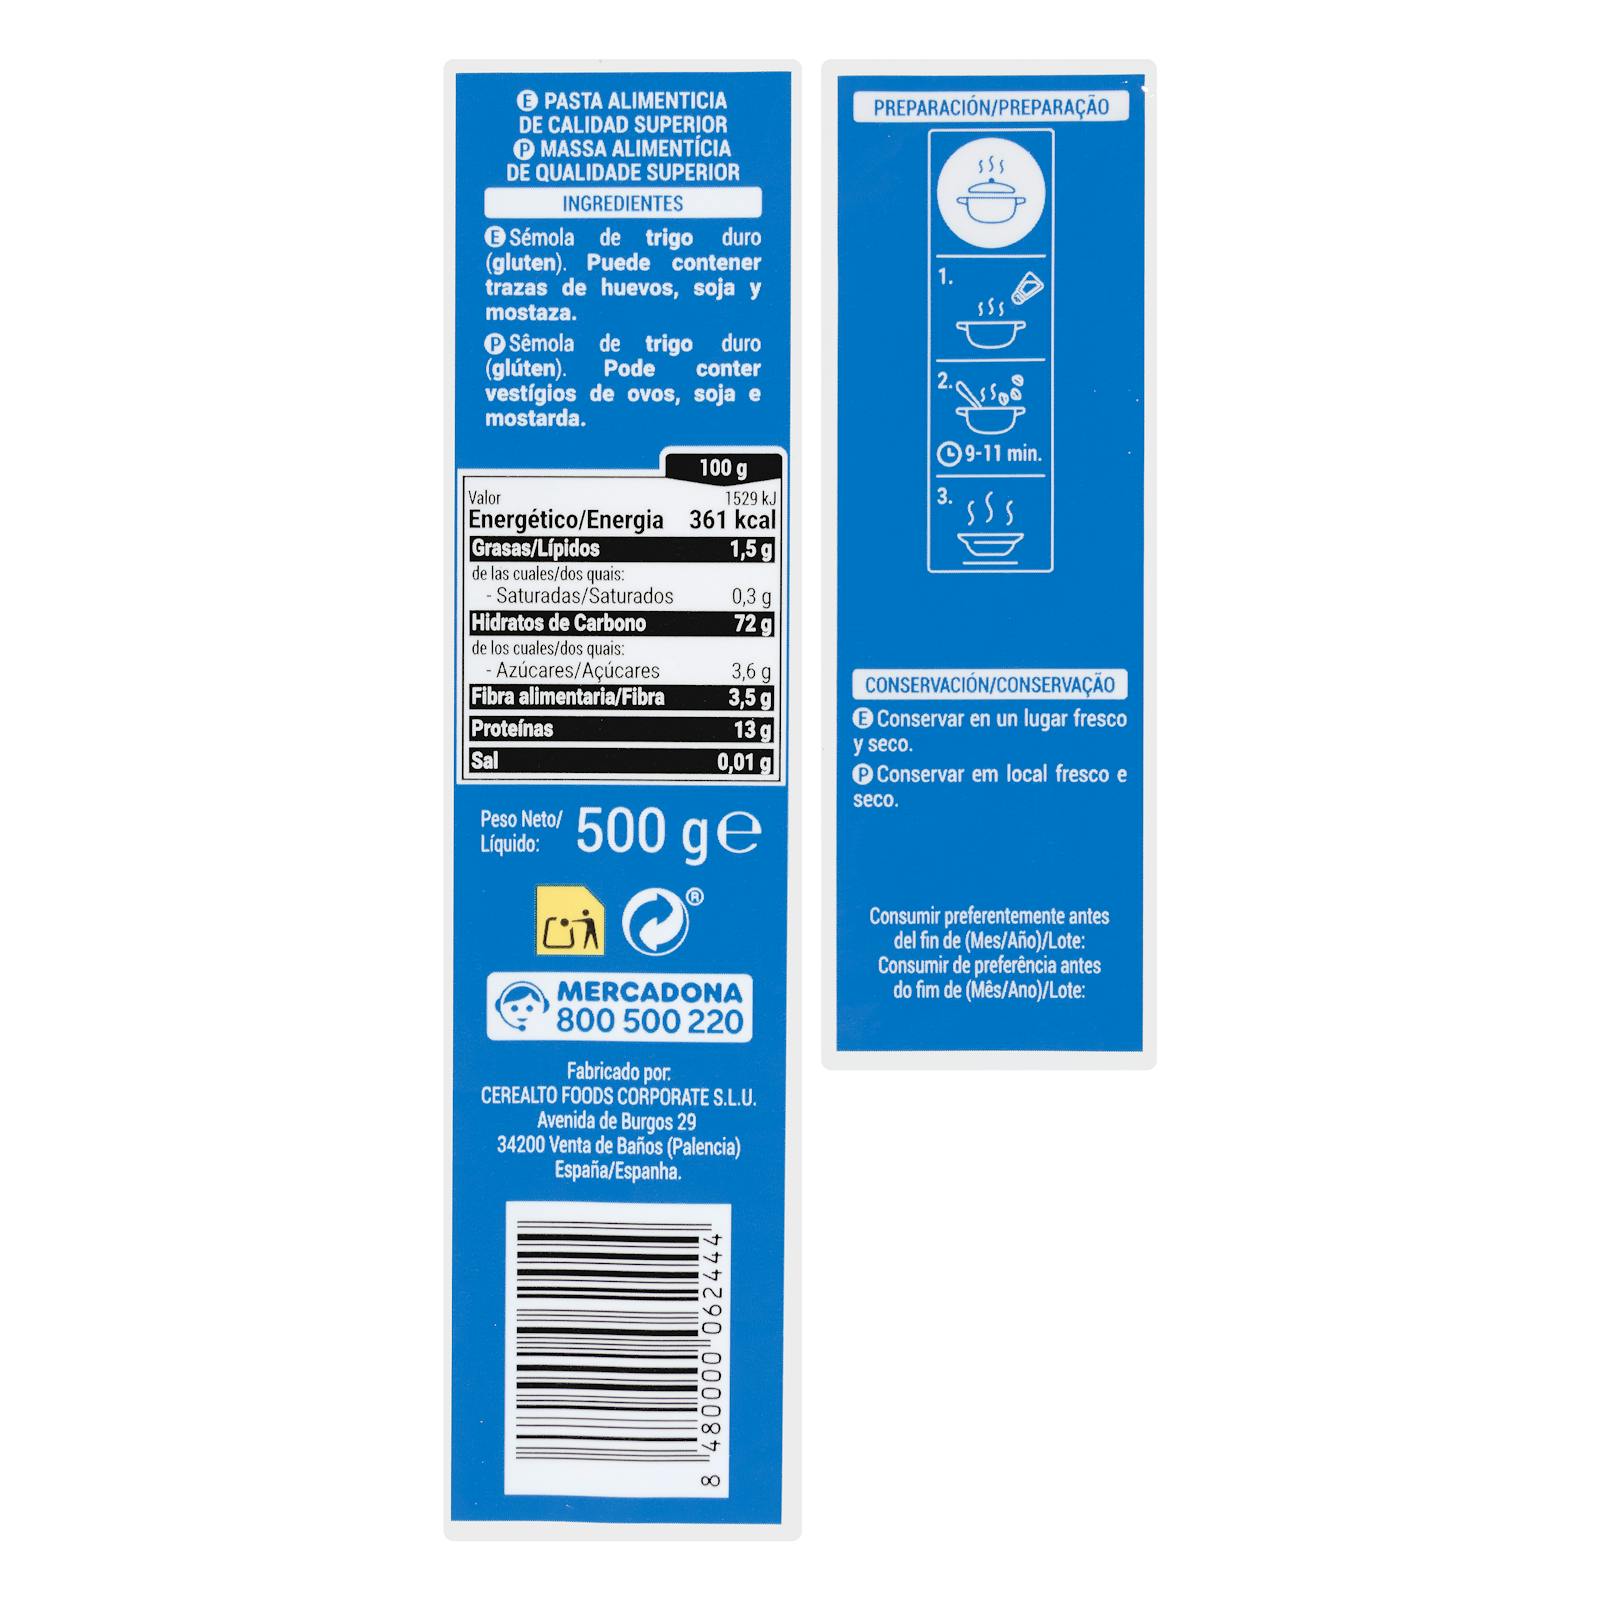 E PASTA ALIMENTICIA
DE CALIDAD SUPERIOR
P MASSA ALIMENTÍCIA
DE QUALIDADE SUPERIOR
INGREDIENTES
E Sémola de trigo duro
(gluten). Puede contener
trazas de huevos, soja y
mostaza.
P Sêmola de trigo duro
(glúten). Pode conter
vestígios de ovos, soja e
mostarda.
100 g
Valor 1529 kJ
Energético/Energia 361 kcal
Grasas/Lípidos 1,5 g
de las cuales/dos quais:
- Saturadas/Saturados 0,3 g
Hidratos de Carbono 72 g
de los cuales/dos quais:
- Azúcares/Açúcares 3,6 g
Fibra alimentaria/Fibra 3,5 g
Proteínas 13 g
Sal 0,01 g
Peso Neto/
Líquido: 500 g e
®
MERCADONA
800 500 220
Fabricado por:
CEREALTO FOODS CORPORATE S.L.U.
Avenida de Burgos 29
34200 Venta de Baños (Palencia)
España/Espanha.
8 480000 062444
PREPARACIÓN/PREPARAÇÃO
1.
2.
9-11 min.
3.
CONSERVACIÓN/CONSERVAÇÃO
E Conservar en un lugar fresco
y seco.
P Conservar em local fresco e
seco.
Consumir preferentemente antes
del fin de (Mes/Año)/Lote:
Consumir de preferência antes
do fim de (Mês/Ano)/Lote: